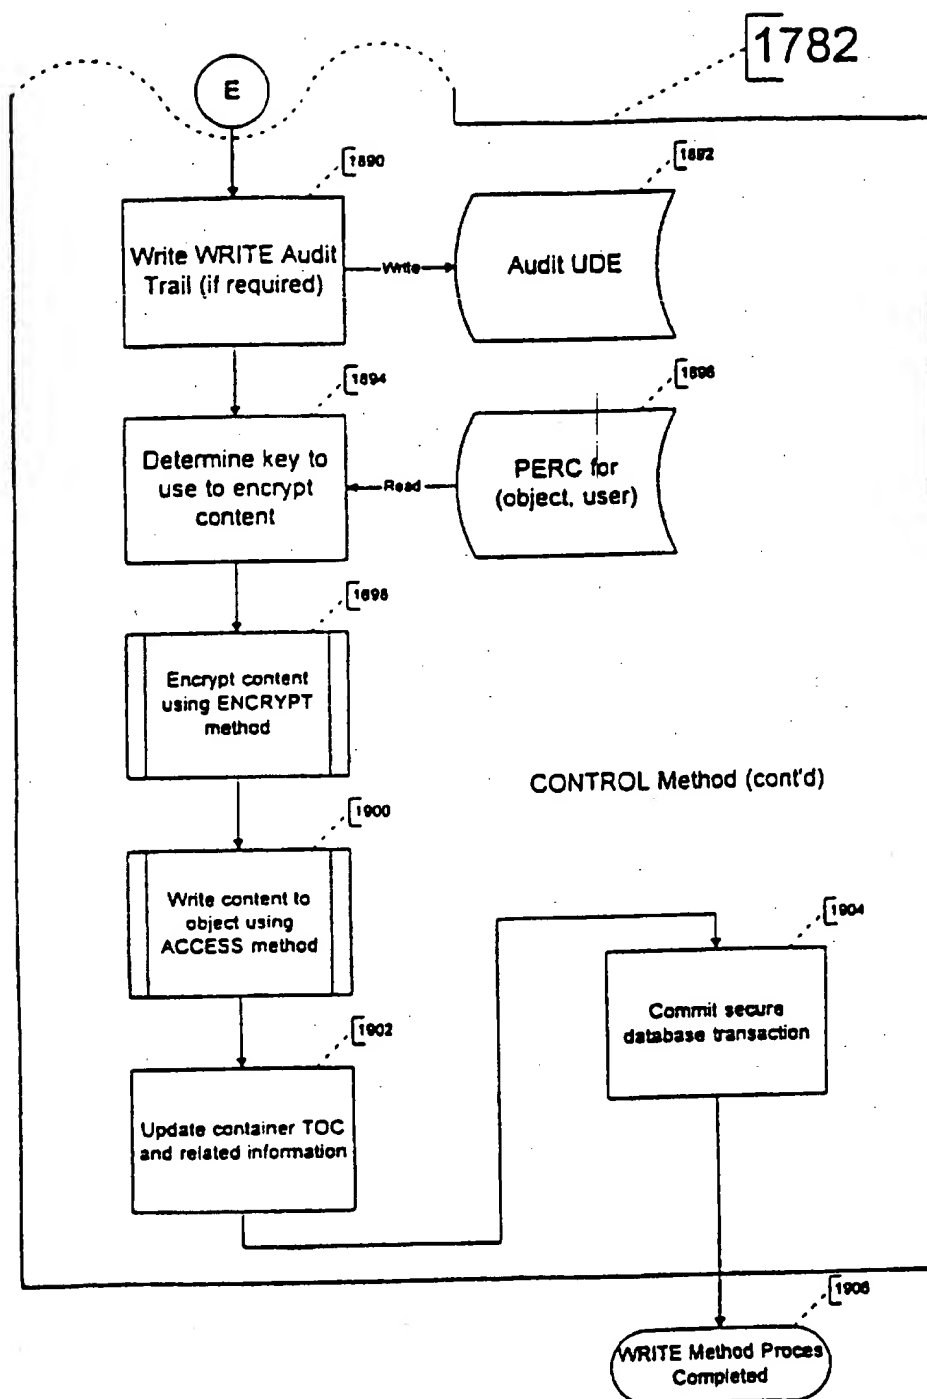 1782
E
1890
1892
Write WRITE Audit
Trail (if required)
Write
Audit UDE
1894
1896
Determine key to
use to encrypt
content
Read
PERC for
(object, user)
1898
Encrypt content
using ENCRYPT
method
CONTROL Method (cont'd)
1900
Write content to
object using
ACCESS method
1904
Commit secure
database transaction
1902
Update container TOC
and related information
1906
WRITE Method Proces
Completed